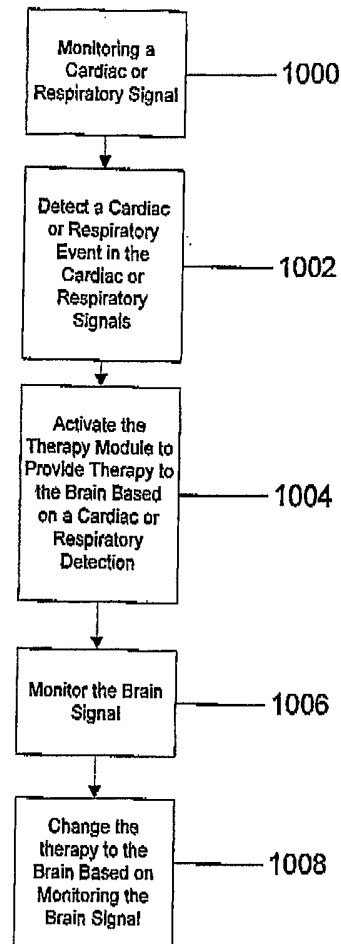 Monitoring a
Cardiac or
Respiratory Signal
1000
Detect a Cardiac
or Respiratory
Event in the
Cardiac or
Respiratory
Signals
1002
Activate the
Therapy Module to
Provide Therapy to
the Brain Based
on a Cardiac or
Respiratory
Detection
1004
Monitor the Brain
Signal
1006
Change the
therapy to the
Brain Based on
Monitoring the
Brain Signal
1008